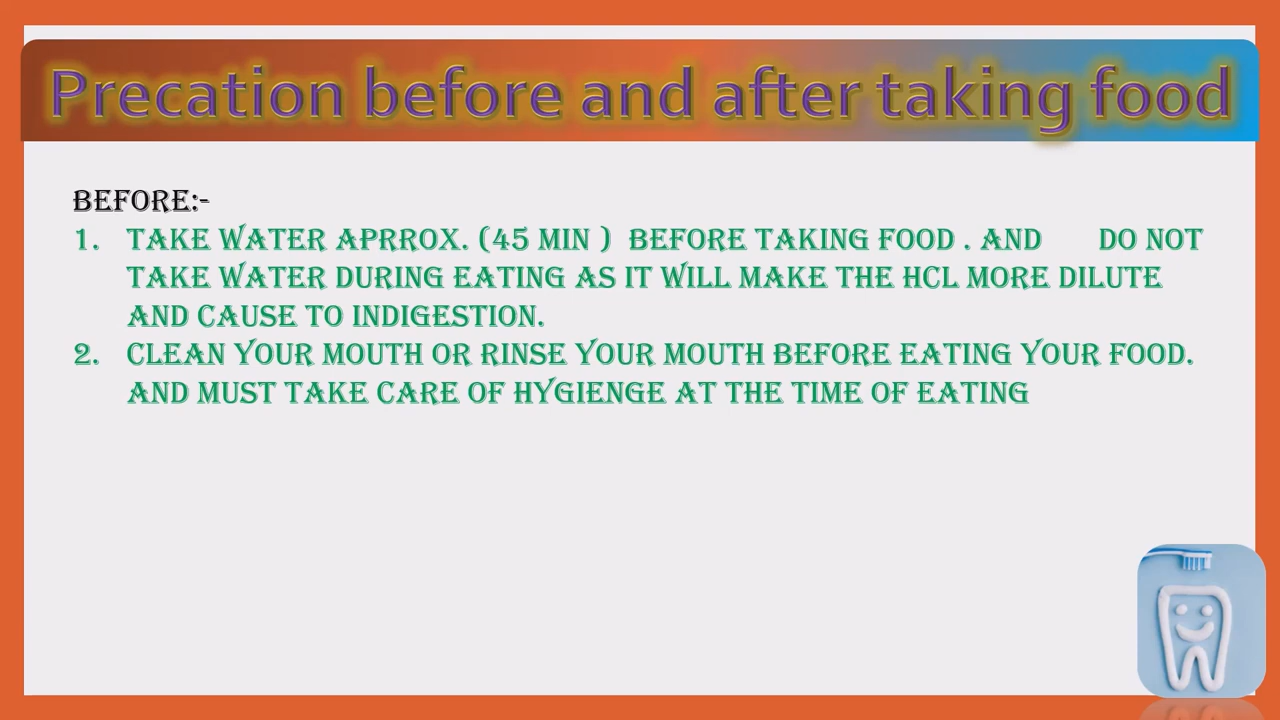 Precation before and after taking food
BEFORE:-
1. TAKE WATER APRROX. (45 MIN ) BEFORE TAKING FOOD . AND DO NOT
TAKE WATER DURING EATING AS IT WILL MAKE THE HCL MORE DILUTE
AND CAUSE TO INDIGESTION.
2. CLEAN YOUR MOUTH OR RINSE YOUR MOUTH BEFORE EATING YOUR FOOD.
AND MUST TAKE CARE OF HYGIENGE AT THE TIME OF EATING